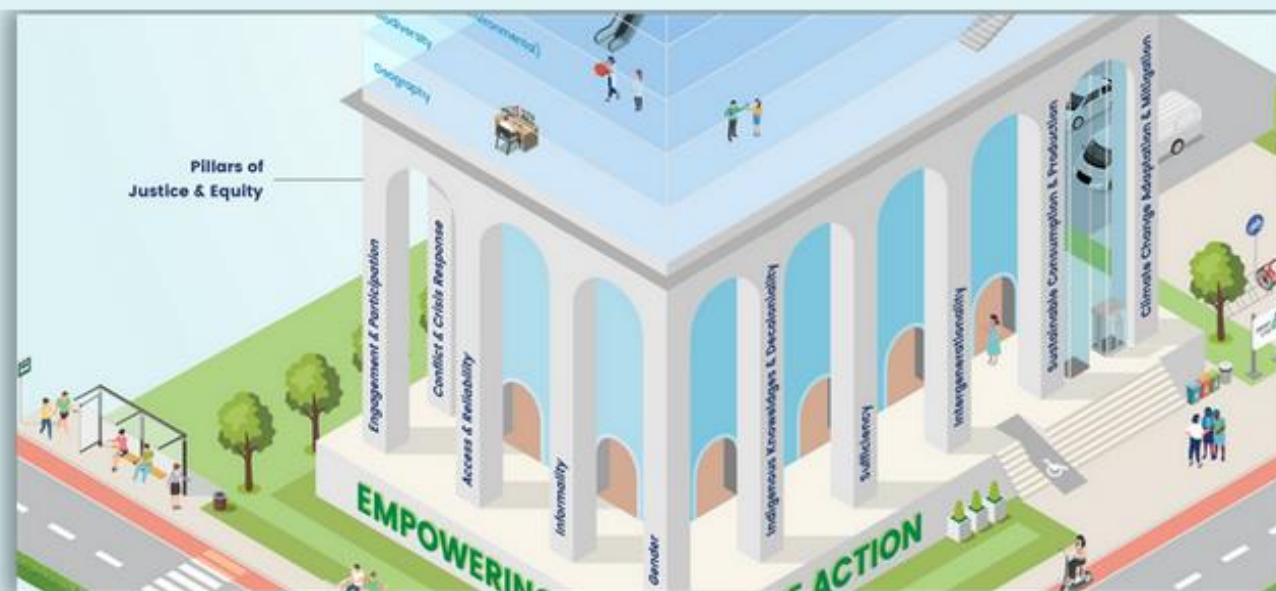 Geography
Pillars of
Justice & Equity
Engagement & Participation
Conflict & Crisis Response
Access & Reliability
Informality
Gender
Indigenous Knowleldges & Decoloniality
Sufficiency
Intergenerationality
Sustainable Consumption & Production
Climate Change Adaptation & Mitigation
EMPOWERING
ACTION